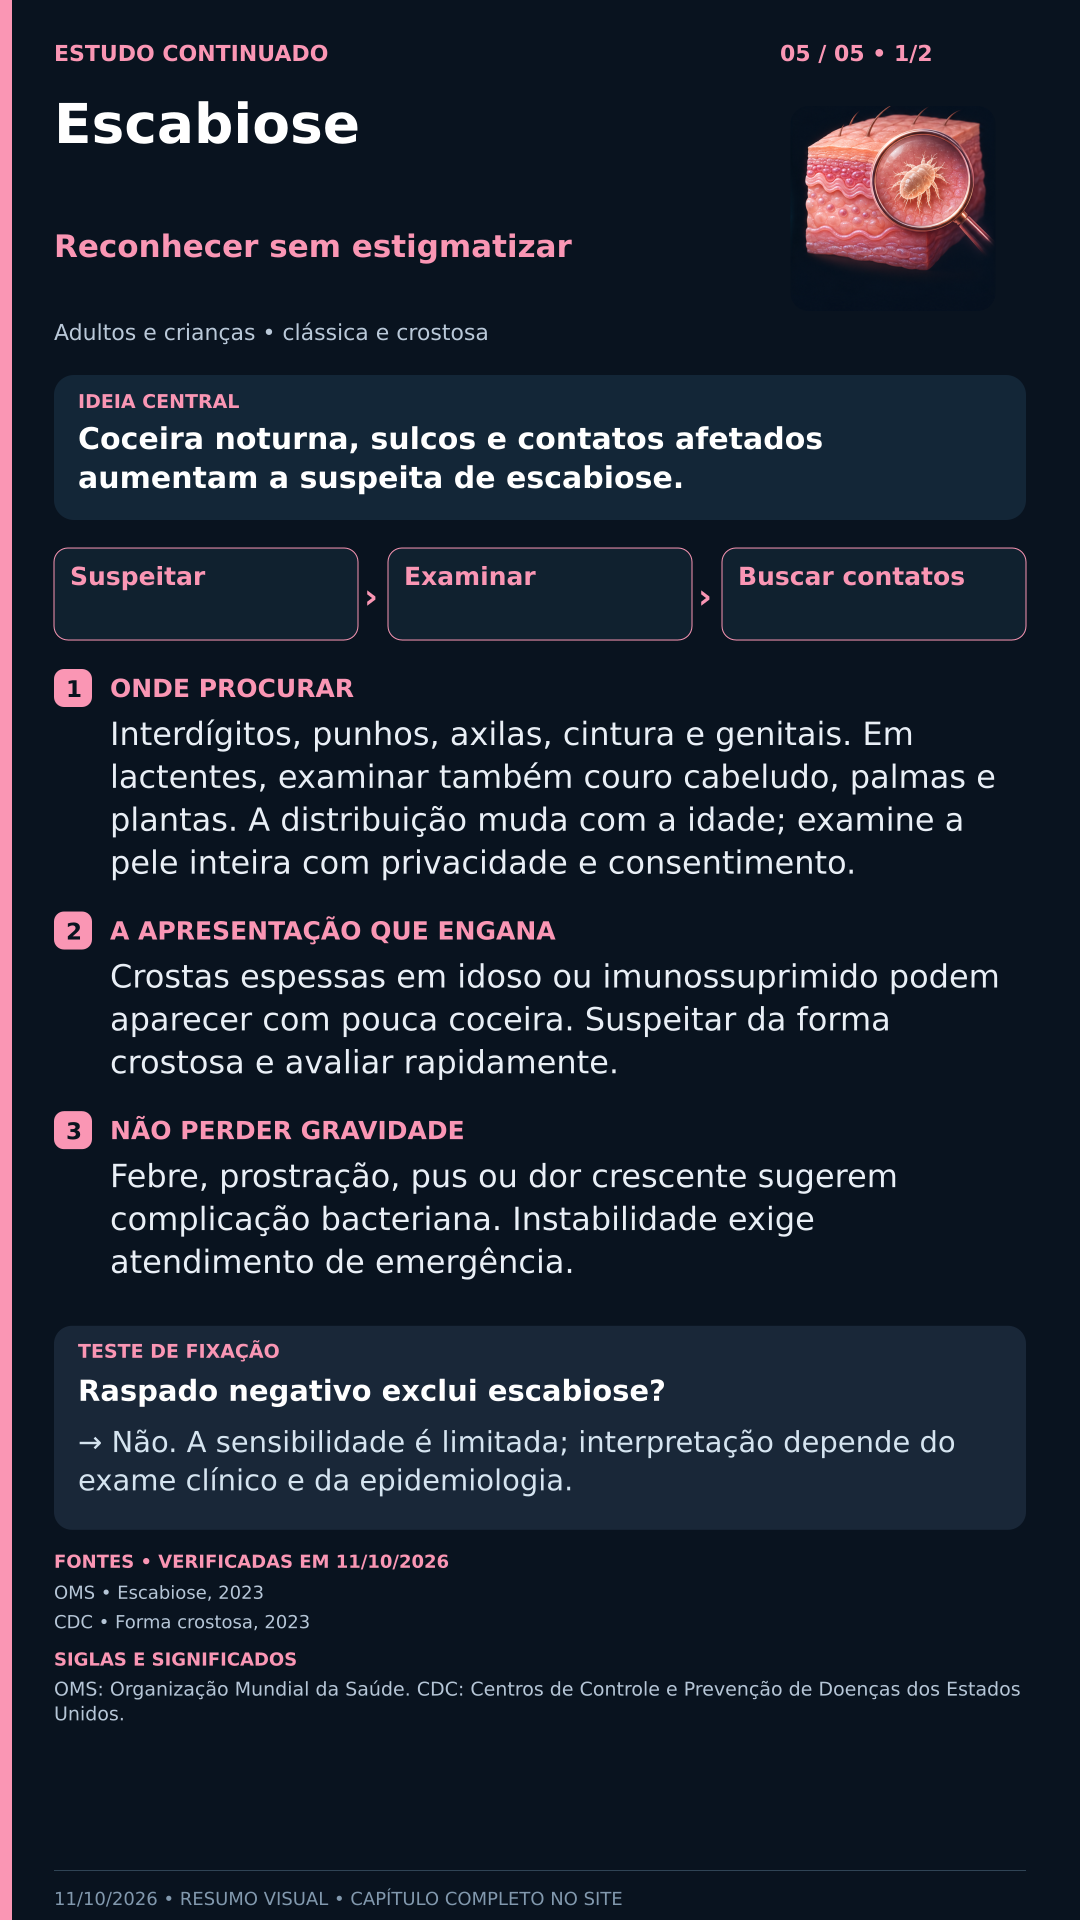 ESTUDO CONTINUADO
05 / 05 • 1/2
Escabiose
Reconhecer sem estigmatizar
Adultos e crianças • clássica e crostosa
IDEIA CENTRAL
Coceira noturna, sulcos e contatos afetados
aumentam a suspeita de escabiose.
Suspeitar
›
Examinar
›
Buscar contatos
1 ONDE PROCURAR
Interdígitos, punhos, axilas, cintura e genitais. Em
lactentes, examinar também couro cabeludo, palmas e
plantas. A distribuição muda com a idade; examine a
pele inteira com privacidade e consentimento.
2 A APRESENTAÇÃO QUE ENGANA
Crostas espessas em idoso ou imunossuprimido podem
aparecer com pouca coceira. Suspeitar da forma
crostosa e avaliar rapidamente.
3 NÃO PERDER GRAVIDADE
Febre, prostração, pus ou dor crescente sugerem
complicação bacteriana. Instabilidade exige
atendimento de emergência.
TESTE DE FIXAÇÃO
Raspado negativo exclui escabiose?
→ Não. A sensibilidade é limitada; interpretação depende do
exame clínico e da epidemiologia.
FONTES • VERIFICADAS EM 11/10/2026
OMS • Escabiose, 2023
CDC • Forma crostosa, 2023
SIGLAS E SIGNIFICADOS
OMS: Organização Mundial da Saúde. CDC: Centros de Controle e Prevenção de Doenças dos Estados
Unidos.
11/10/2026 • RESUMO VISUAL • CAPÍTULO COMPLETO NO SITE